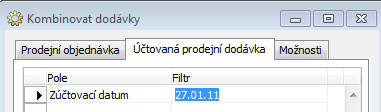 Kombinovat dodávky
Prodejní objednávka Účtovaná prodejní dodávka Možnosti
Pole Filtr
Zúčtovací datum 27.01.11